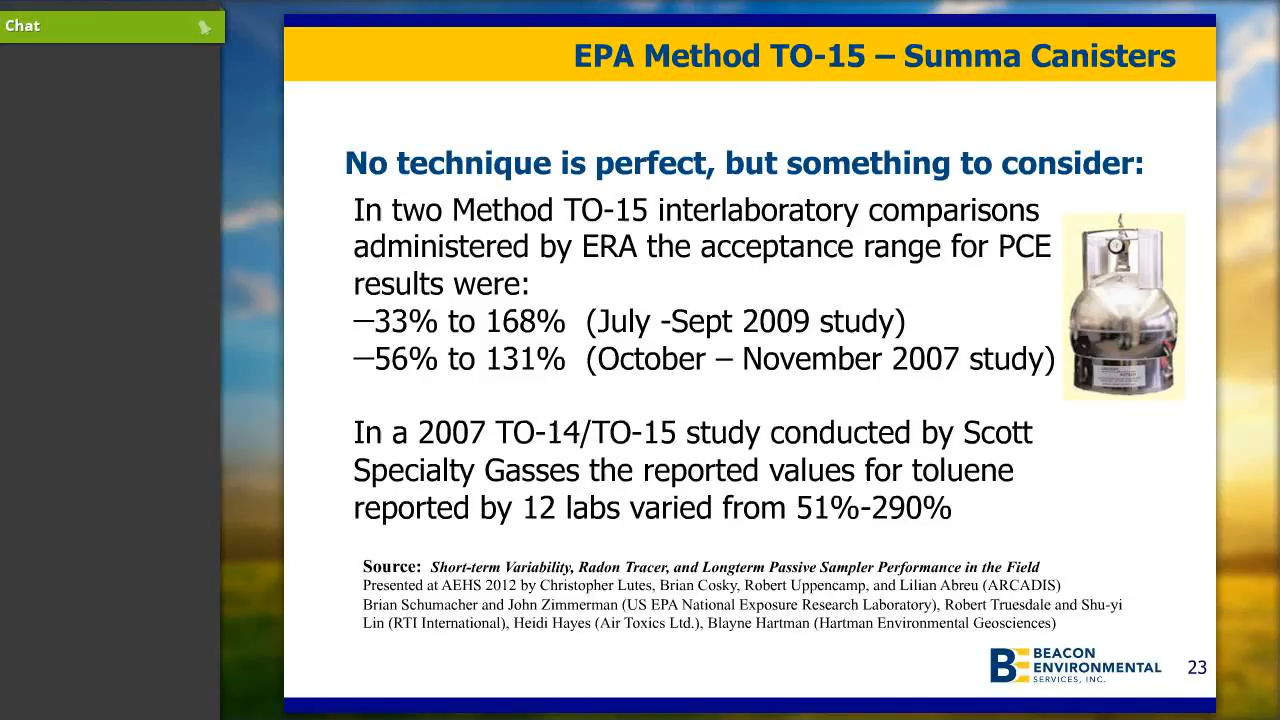 Chat
EPA Method TO-15 – Summa Canisters
No technique is perfect, but something to consider:
In two Method TO-15 interlaboratory comparisons
administered by ERA the acceptance range for PCE
results were:
–33% to 168% (July -Sept 2009 study)
–56% to 131% (October – November 2007 study)
In a 2007 TO-14/TO-15 study conducted by Scott
Specialty Gasses the reported values for toluene
reported by 12 labs varied from 51%-290%
Source: Short-term Variability, Radon Tracer, and Longterm Passive Sampler Performance in the Field
Presented at AEHS 2012 by Christopher Lutes, Brian Cosky, Robert Uppencamp, and Lilian Abreu (ARCADIS)
Brian Schumacher and John Zimmerman (US EPA National Exposure Research Laboratory), Robert Truesdale and Shu-yi
Lin (RTI International), Heidi Hayes (Air Toxics Ltd.), Blayne Hartman (Hartman Environmental Geosciences)
BEACON
ENVIRONMENTAL
SERVICES, INC.
23